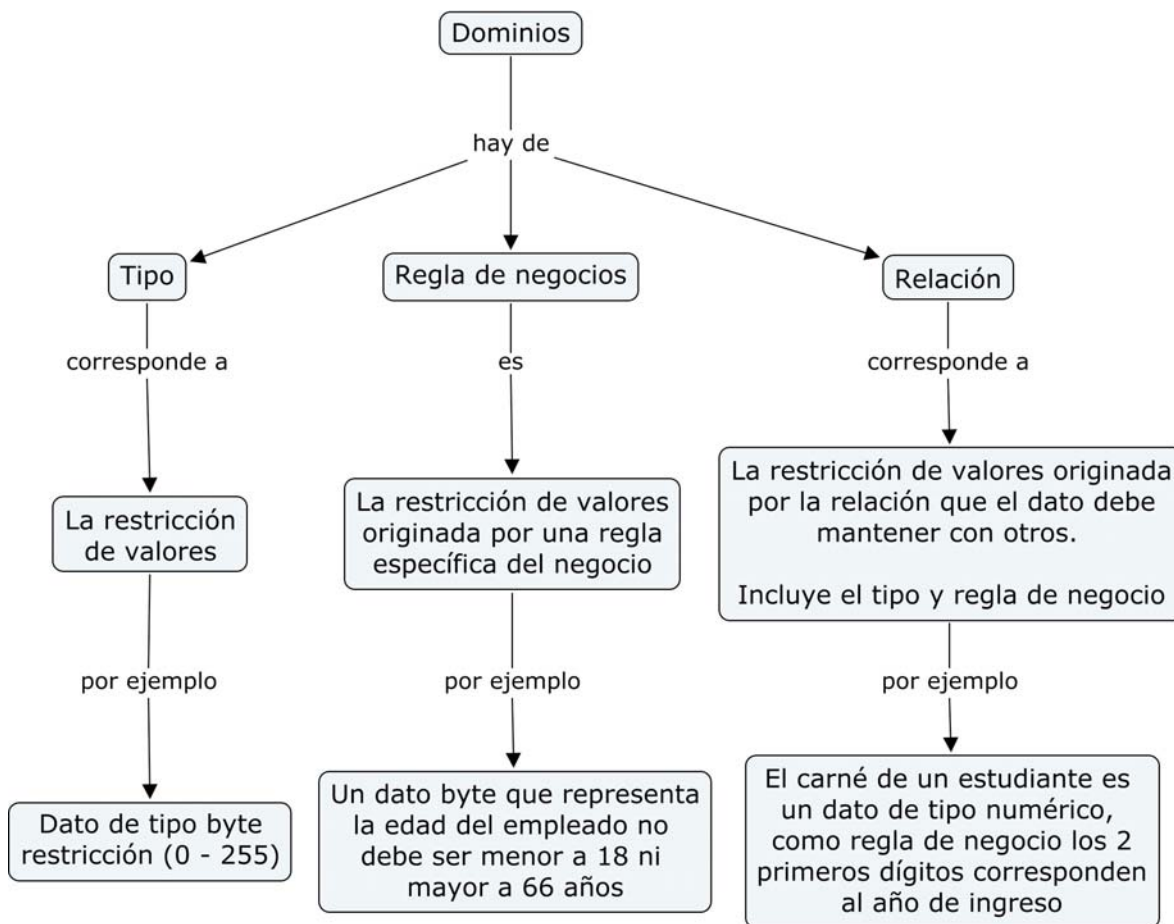 Dominios
hay de
Tipo
Regla de negocios
Relación
corresponde a
es
corresponde a
La restricción
de valores
La restricción de valores
originada por una regla
específica del negocio
La restricción de valores originada
por la relación que el dato debe
mantener con otros.
Incluye el tipo y regla de negocio
por ejemplo
por ejemplo
por ejemplo
Dato de tipo byte
restricción (0 - 255)
Un dato byte que representa
la edad del empleado no
debe ser menor a 18 ni
mayor a 66 años
El carné de un estudiante es
un dato de tipo numérico,
como regla de negocio los 2
primeros dígitos corresponden
al año de ingreso